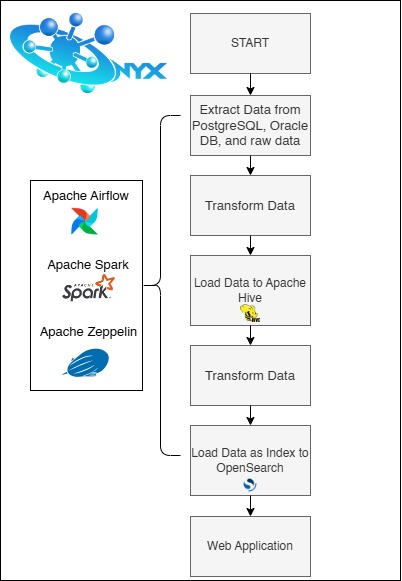 NYX
START
Extract Data from
PostgreSQL, Oracle
DB, and raw data
Apache Airflow
Transform Data
Apache Spark
APACHE
Spark
Load Data to Apache
Hive
HIVE
Apache Zeppelin
Transform Data
Load Data as Index to
OpenSearch
Web Application